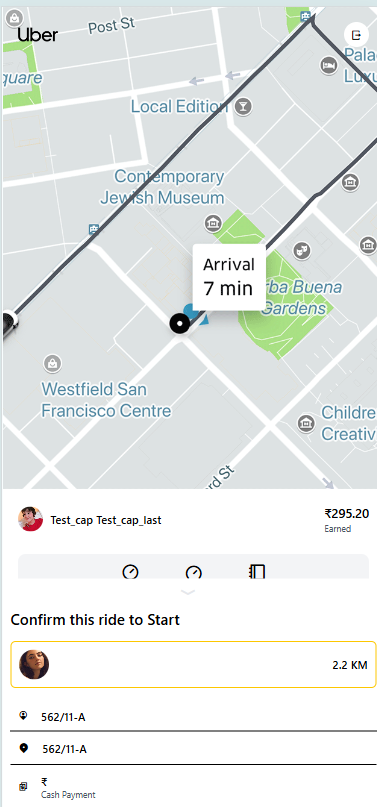 Post St
Uber
Pala
Luxu
quare
Local Edition
Contemporary
Jewish Museum
Arrival
7 min
rba Buena
Gardens
Westfield San
Francisco Centre
Childre
Creativ
rd St
Test_cap Test_cap_last
₹295.20
Earned
Confirm this ride to Start
2.2 KM
562/11-A
562/11-A
₹
Cash Payment